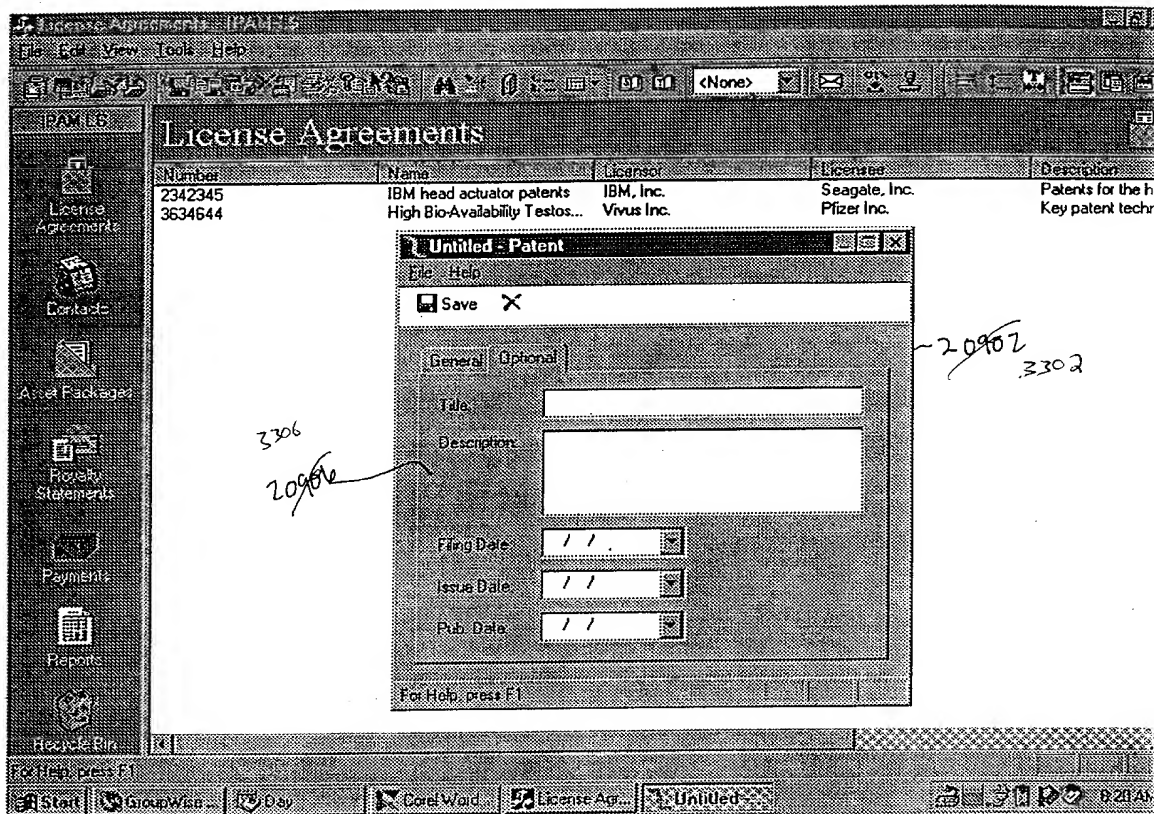 License Agreements - IPAM-LS
File Edit View Tools Help
<None>
IPAM-LS
License Agreements
Number Name Licensor Licensee Description
2342345 IBM head actuator patents IBM, Inc. Seagate, Inc. Patents for the h
3634644 High Bio-Availability Testos... Vivus Inc. Pfizer Inc. Key patent techn
License
Agreements
Contacts
Asset Packages
Royalty
Statements
Payments
Reports
Recycle Bin
Untitled - Patent
File Help
Save
General Optional
Title:
Description:
Filing Date: / /
Issue Date: / /
Pub. Date: / /
For Help, press F1
20902
3302
3306
20906
For Help, press F1
Start GroupWise ... Day Corel Word... License Agr... Untitled - 8:20 AM